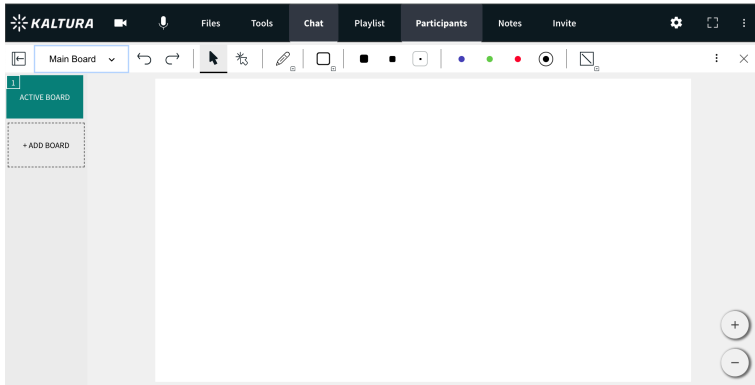 KALTURA Files Tools Chat Playlist Participants Notes Invite
Main Board
1
ACTIVE BOARD
+ ADD BOARD